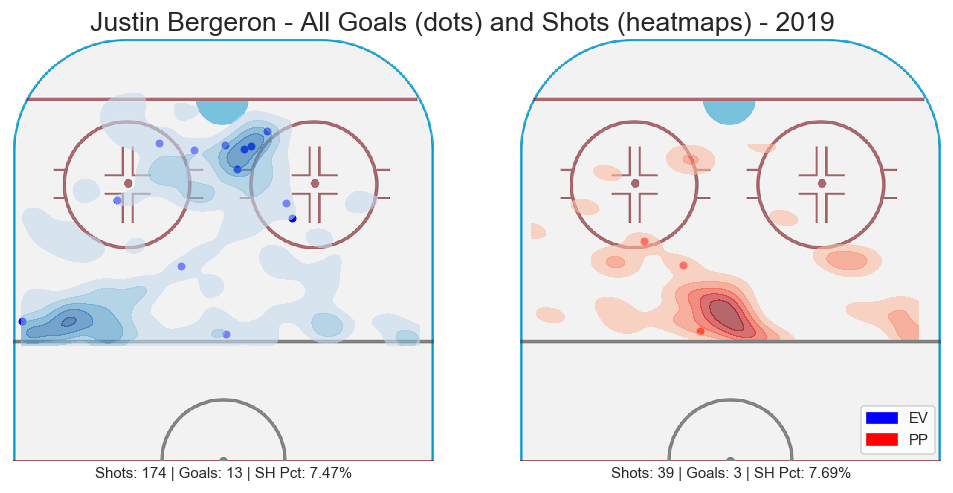 Justin Bergeron - All Goals (dots) and Shots (heatmaps) - 2019
EV
PP
Shots: 174 | Goals: 13 | SH Pct: 7.47%
Shots: 39 | Goals: 3 | SH Pct: 7.69%